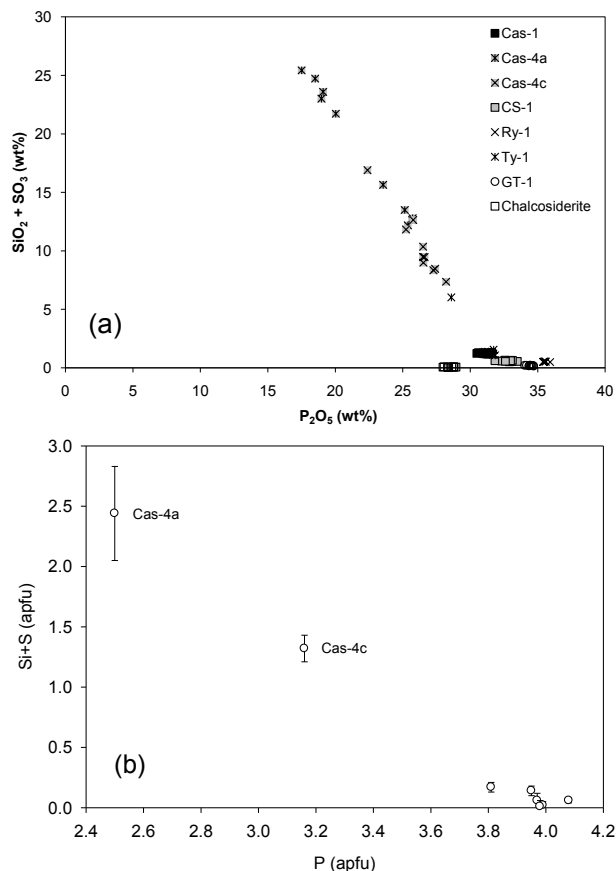 Cas-1
Cas-4a
Cas-4c
CS-1
Ry-1
Ty-1
GT-1
Chalcosiderite
30
25
20
15
10
5
0
SiO₂ + SO₃ (wt%)
(a)
0 5 10 15 20 25 30 35 40
P₂O₅ (wt%)
3.0
2.5
2.0
1.5
1.0
0.5
0.0
Si+S (apfu)
Cas-4a
Cas-4c
(b)
2.4 2.6 2.8 3.0 3.2 3.4 3.6 3.8 4.0 4.2
P (apfu)